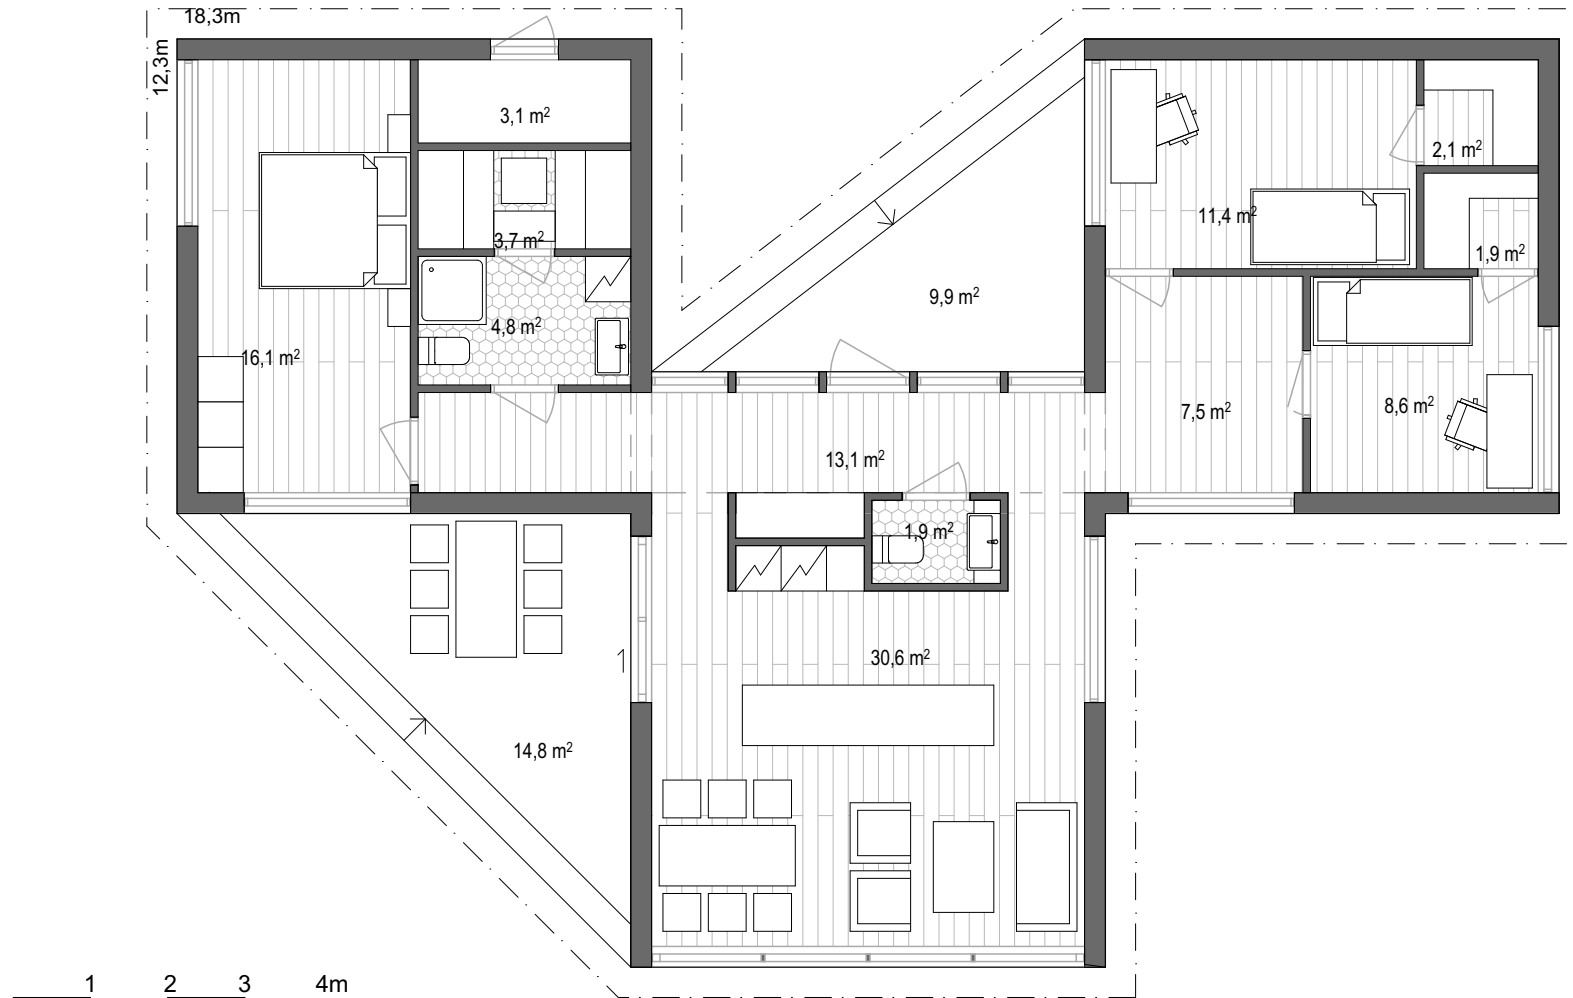 18,3m
12,3m
3,1 m²
2,1 m²
11,4 m²
3,7 m²
1,9 m²
9,9 m²
4,8 m²
16,1 m²
7,5 m²
8,6 m²
13,1 m²
1,9 m²
30,6 m²
1
14,8 m²
1 2 3 4m